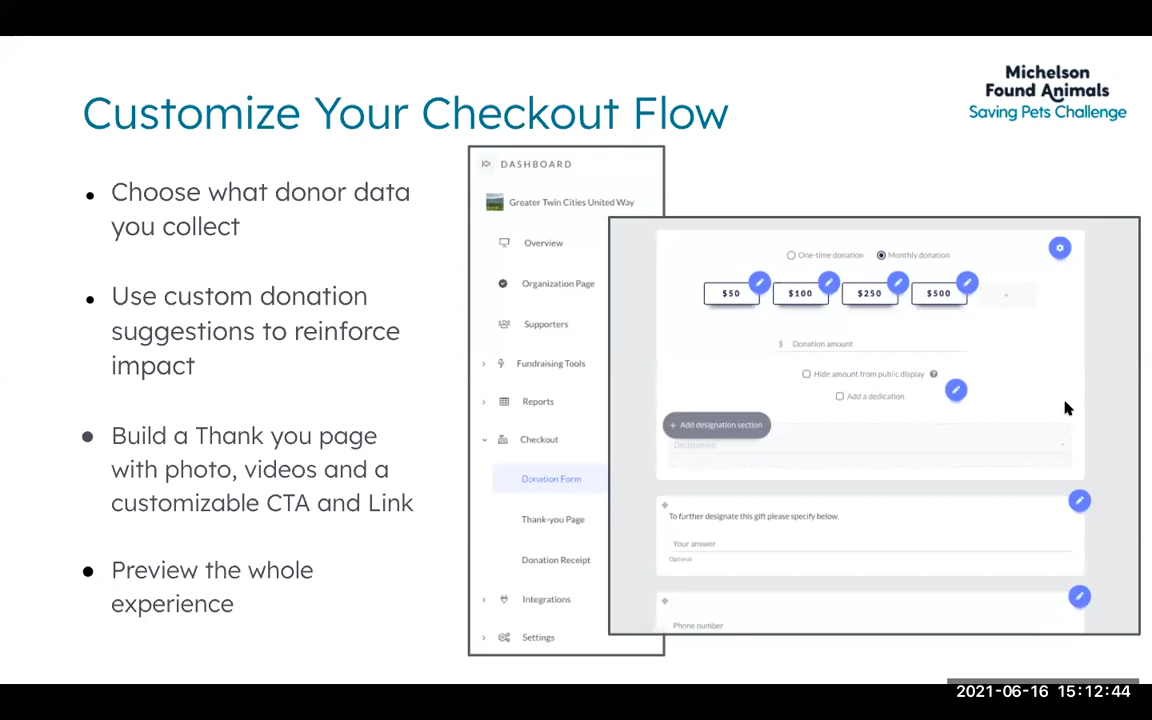 Michelson
Found Animals
Saving Pets Challenge
Customize Your Checkout Flow
Choose what donor data
you collect
Use custom donation
suggestions to reinforce
impact
Build a Thank you page
with photo, videos and a
customizable CTA and Link
Preview the whole
experience
DASHBOARD
Greater Twin Cities United Way
Overview
Organization Page
Supporters
Fundraising Tools
Reports
Checkout
Donation Form
Thank-you Page
Donation Receipt
Integrations
Settings
One-time donation Monthly donation
$50 $100 $250 $500
$ Donation amount
Hide amount from public display
Add a dedication
+ Add designation section
Designation
To further designate this gift please specify below.
Your answer
Optional
Phone number
2021-06-16 15:12:44